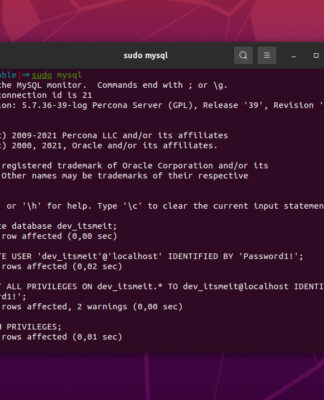 sudo mysql
able |⇒ sudo mysql
the MySQL monitor.  Commands end with ; or \g.
connection id is 21
ion: 5.7.36-39-log Percona Server (GPL), Release '39', Revision '
) 2009-2021 Percona LLC and/or its affiliates
) 2000, 2021, Oracle and/or its affiliates.
registered trademark of Oracle Corporation and/or its
Other names may be trademarks of their respective
or '\h' for help. Type '\c' to clear the current input statemen
te database dev_itsmeit;
row affected (0,00 sec)
TE USER 'dev_itsmeit'@'localhost' IDENTIFIED BY 'Password1!';
rows affected (0,02 sec)
T ALL PRIVILEGES ON dev_itsmeit.* TO dev_itsmeit@localhost IDENTI
rd1!';
rows affected, 2 warnings (0,00 sec)
H PRIVILEGES;
rows affected (0,01 sec)